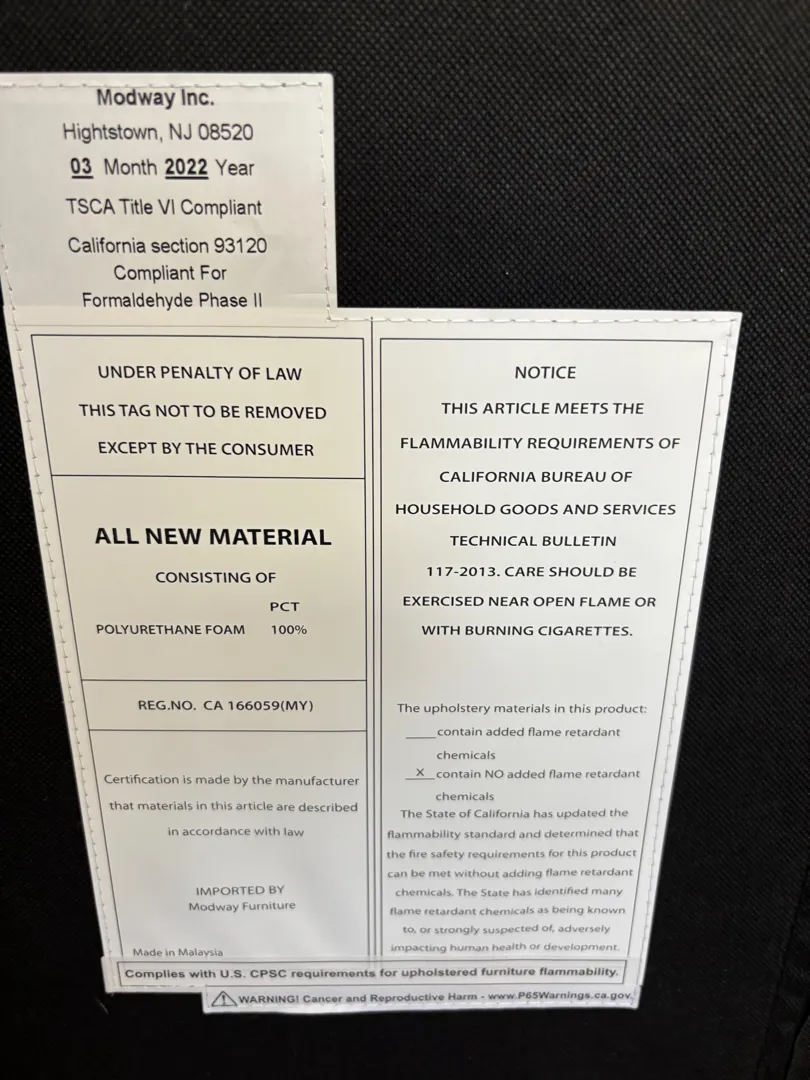 Modway Inc.
Hightstown, NJ 08520
03 Month 2022 Year
TSCA Title VI Compliant
California section 93120
Compliant For
Formaldehyde Phase II
UNDER PENALTY OF LAW
THIS TAG NOT TO BE REMOVED
EXCEPT BY THE CONSUMER
ALL NEW MATERIAL
CONSISTING OF
PCT
POLYURETHANE FOAM 100%
REG.NO. CA 166059(MY)
Certification is made by the manufacturer
that materials in this article are described
in accordance with law
IMPORTED BY
Modway Furniture
Made in Malaysia
NOTICE
THIS ARTICLE MEETS THE
FLAMMABILITY REQUIREMENTS OF
CALIFORNIA BUREAU OF
HOUSEHOLD GOODS AND SERVICES
TECHNICAL BULLETIN
117-2013. CARE SHOULD BE
EXERCISED NEAR OPEN FLAME OR
WITH BURNING CIGARETTES.
The upholstery materials in this product:
____contain added flame retardant
chemicals
__X__contain NO added flame retardant
chemicals
The State of California has updated the
flammability standard and determined that
the fire safety requirements for this product
can be met without adding flame retardant
chemicals. The State has identified many
flame retardant chemicals as being known
to, or strongly suspected of, adversely
impacting human health or development.
Complies with U.S. CPSC requirements for upholstered furniture flammability.
WARNING! Cancer and Reproductive Harm - www.P65Warnings.ca.gov.